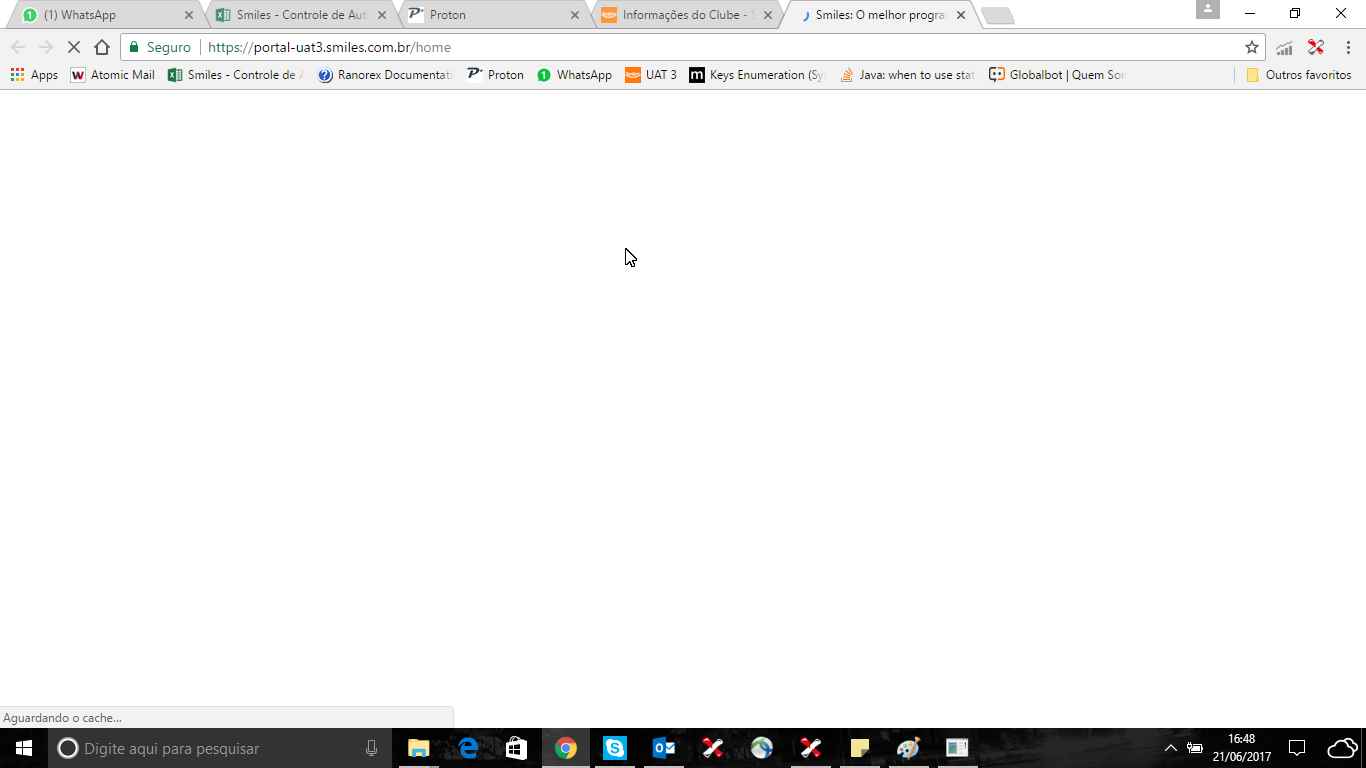 (1) WhatsApp
Smiles - Controle de Aut
Proton
Informações do Clube -
Smiles: O melhor progra
Seguro
https://portal-uat3.smiles.com.br/home
Apps
Atomic Mail
Smiles - Controle de
Ranorex Documentati
Proton
WhatsApp
UAT 3
Keys Enumeration (Sy
Java: when to use stat
Globalbot | Quem Son
Outros favoritos
Aguardando o cache...
Digite aqui para pesquisar
16:48
21/06/2017